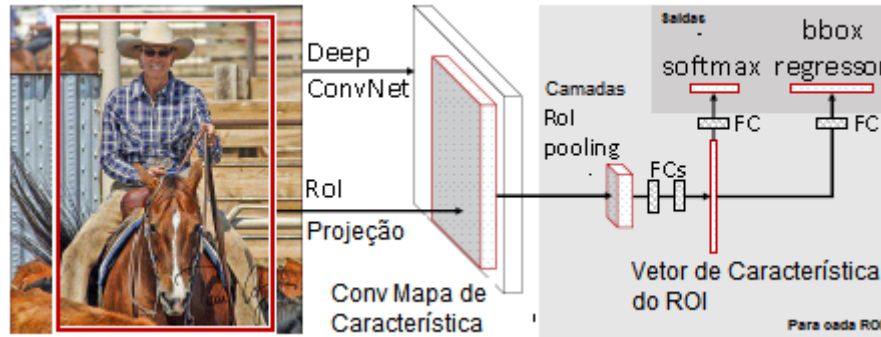 Deep
ConvNet
RoI
Projeção
Conv Mapa de
Característica
Camadas
RoI
pooling
FCs
Saídas
softmax
bbox
regressor
FC
FC
Vetor de Característica
do ROI
Para cada ROI